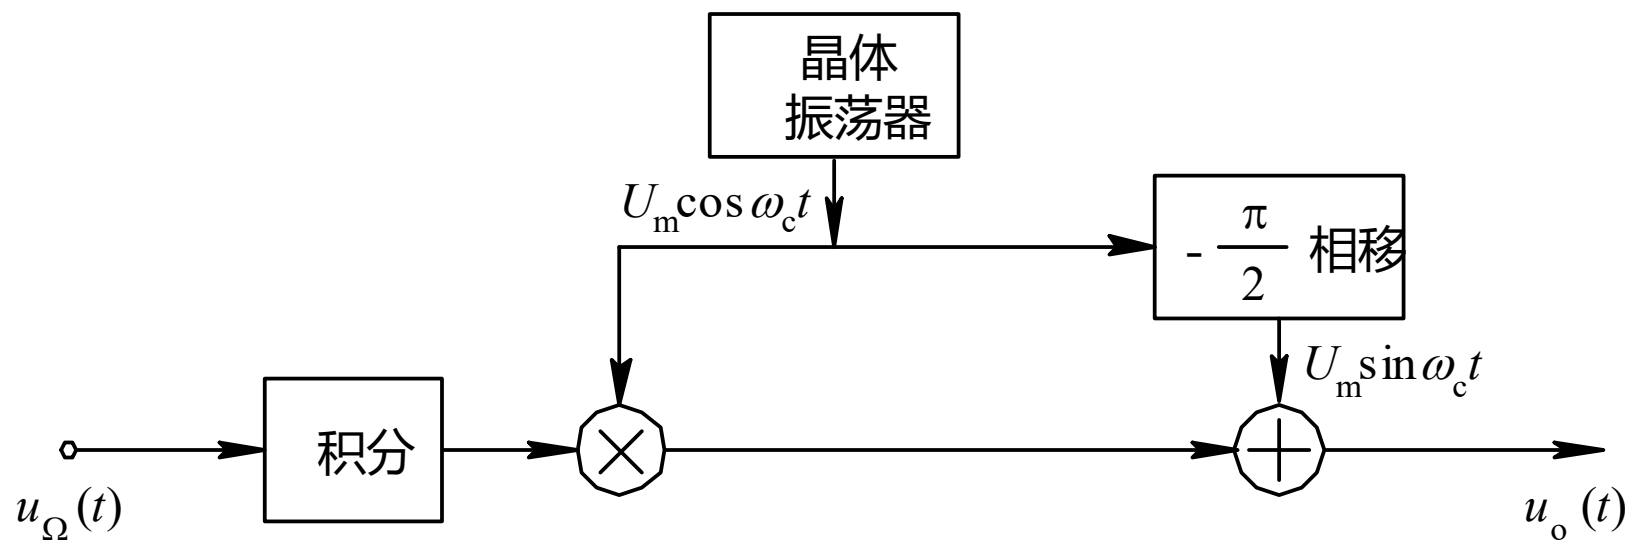 晶体
振荡器
U_m cos ω_c t
- π/2 相移
U_m sin ω_c t
积分
u_Ω (t)
u_o (t)